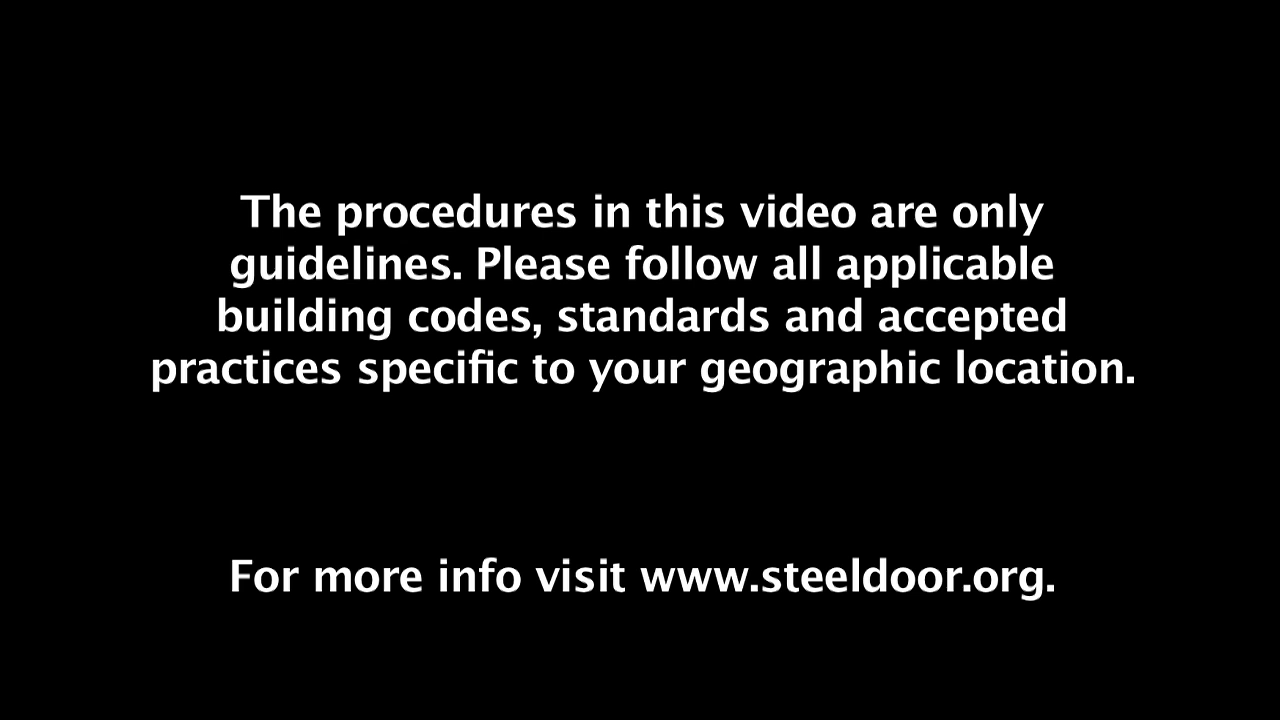 The procedures in this video are only
guidelines. Please follow all applicable
building codes, standards and accepted
practices specific to your geographic location.
For more info visit www.steeldoor.org.